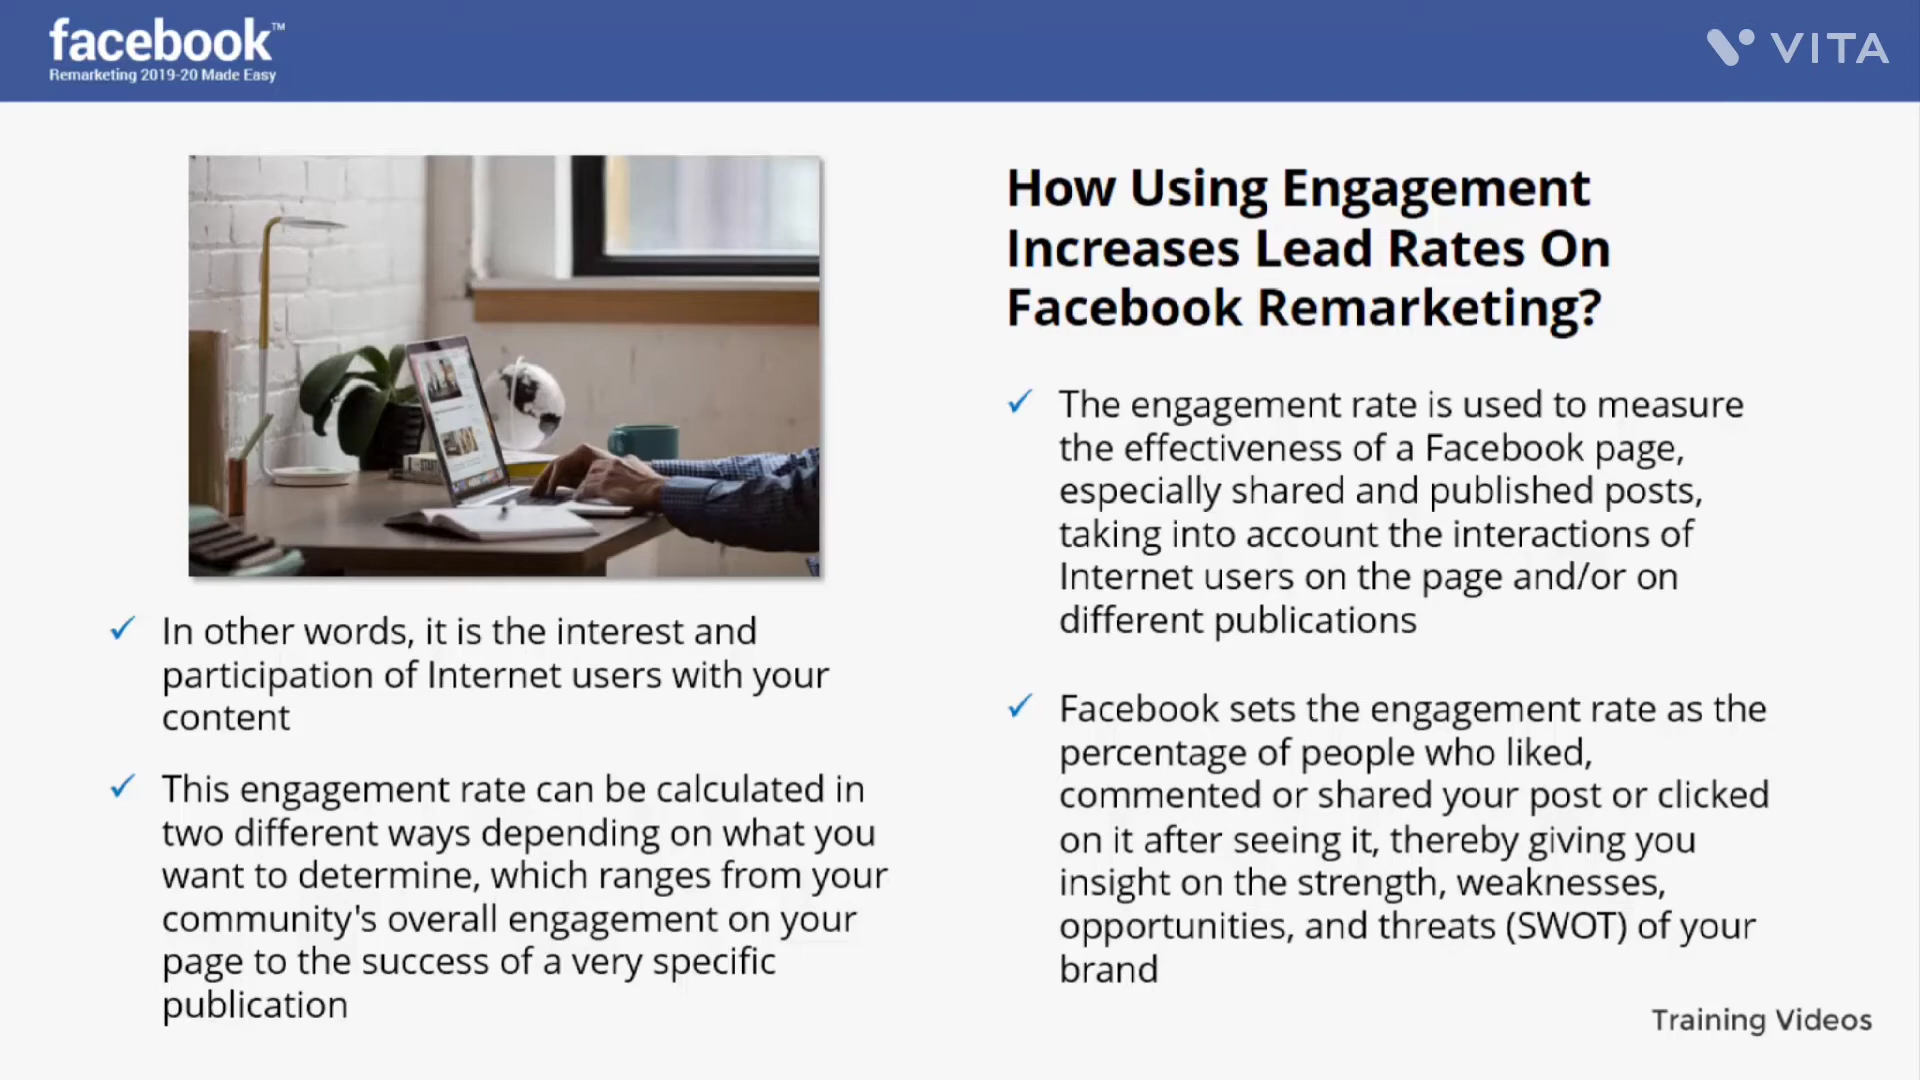 facebook™
Remarketing 2019-20 Made Easy
VITA
How Using Engagement
Increases Lead Rates On
Facebook Remarketing?
✓ The engagement rate is used to measure
the effectiveness of a Facebook page,
especially shared and published posts,
taking into account the interactions of
Internet users on the page and/or on
different publications
✓ Facebook sets the engagement rate as the
percentage of people who liked,
commented or shared your post or clicked
on it after seeing it, thereby giving you
insight on the strength, weaknesses,
opportunities, and threats (SWOT) of your
brand
✓ In other words, it is the interest and
participation of Internet users with your
content
✓ This engagement rate can be calculated in
two different ways depending on what you
want to determine, which ranges from your
community's overall engagement on your
page to the success of a very specific
publication
Training Videos